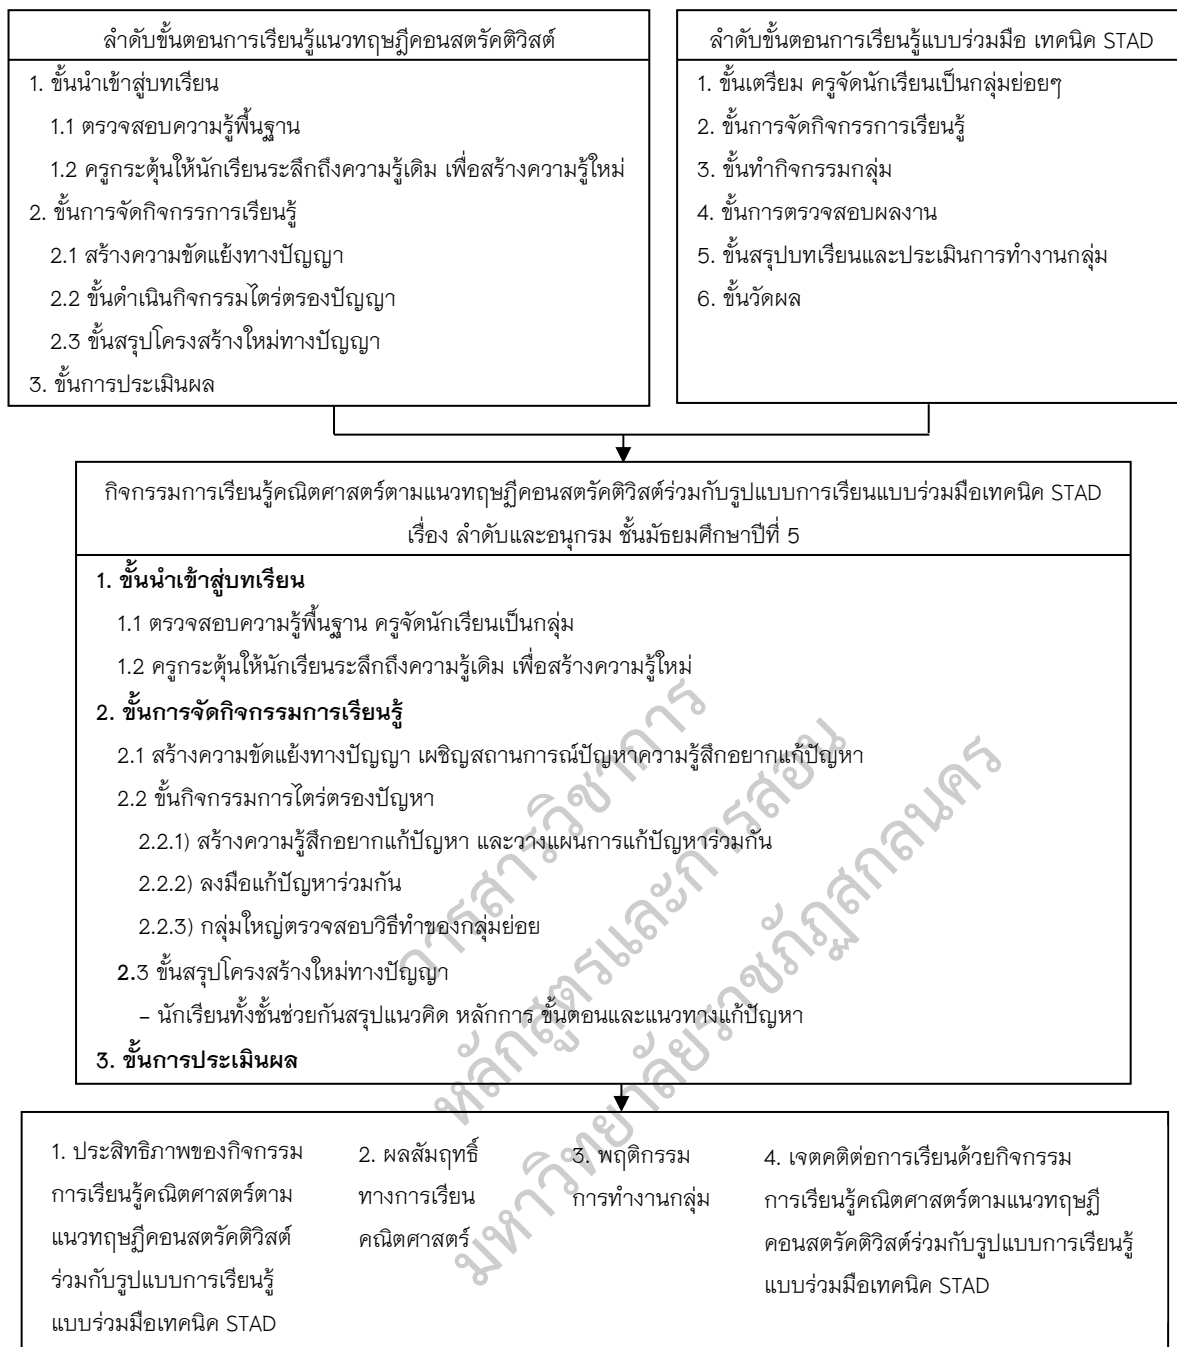 ลำดับขั้นตอนการเรียนรู้แนวทฤษฎีคอนสตรัคติวิสต์
1. ขั้นนำเข้าสู่บทเรียน
1.1 ตรวจสอบความรู้พื้นฐาน
1.2 ครูกระตุ้นให้นักเรียนระลึกถึงความรู้เดิม เพื่อสร้างความรู้ใหม่
2. ขั้นการจัดกิจกรรการเรียนรู้
2.1 สร้างความขัดแย้งทางปัญญา
2.2 ขั้นดำเนินกิจกรรมไตร่ตรองปัญญา
2.3 ขั้นสรุปโครงสร้างใหม่ทางปัญญา
3. ขั้นการประเมินผล
ลำดับขั้นตอนการเรียนรู้แบบร่วมมือ เทคนิค STAD
1. ขั้นเตรียม ครูจัดนักเรียนเป็นกลุ่มย่อยๆ
2. ขั้นการจัดกิจกรรการเรียนรู้
3. ขั้นทำกิจกรรมกลุ่ม
4. ขั้นการตรวจสอบผลงาน
5. ขั้นสรุปบทเรียนและประเมินการทำงานกลุ่ม
6. ขั้นวัดผล
กิจกรรมการเรียนรู้คณิตศาสตร์ตามแนวทฤษฎีคอนสตรัคติวิสต์ร่วมกับรูปแบบการเรียนแบบร่วมมือเทคนิค STAD
เรื่อง ลำดับและอนุกรม ชั้นมัธยมศึกษาปีที่ 5
1. ขั้นนำเข้าสู่บทเรียน
1.1 ตรวจสอบความรู้พื้นฐาน ครูจัดนักเรียนเป็นกลุ่ม
1.2 ครูกระตุ้นให้นักเรียนระลึกถึงความรู้เดิม เพื่อสร้างความรู้ใหม่
2. ขั้นการจัดกิจกรรมการเรียนรู้
2.1 สร้างความขัดแย้งทางปัญญา เผชิญสถานการณ์ปัญหาความรู้สึกอยากแก้ปัญหา
2.2 ขั้นกิจกรรมการไตร่ตรองปัญหา
2.2.1) สร้างความรู้สึกอยากแก้ปัญหา และวางแผนการแก้ปัญหาร่วมกัน
2.2.2) ลงมือแก้ปัญหาร่วมกัน
2.2.3) กลุ่มใหญ่ตรวจสอบวิธีทำของกลุ่มย่อย
2.3 ขั้นสรุปโครงสร้างใหม่ทางปัญญา
– นักเรียนทั้งชั้นช่วยกันสรุปแนวคิด หลักการ ขั้นตอนและแนวทางแก้ปัญหา
3. ขั้นการประเมินผล
1. ประสิทธิภาพของกิจกรรม
การเรียนรู้คณิตศาสตร์ตาม
แนวทฤษฎีคอนสตรัคติวิสต์
ร่วมกับรูปแบบการเรียนรู้
แบบร่วมมือเทคนิค STAD
2. ผลสัมฤทธิ์
ทางการเรียน
คณิตศาสตร์
3. พฤติกรรม
การทำงานกลุ่ม
4. เจตคติต่อการเรียนด้วยกิจกรรม
การเรียนรู้คณิตศาสตร์ตามแนวทฤษฎี
คอนสตรัคติวิสต์ร่วมกับรูปแบบการเรียนรู้
แบบร่วมมือเทคนิค STAD
วารสารวิชาการ
หลักสูตรและการสอน
มหาวิทยาลัยราชภัฏสกลนคร